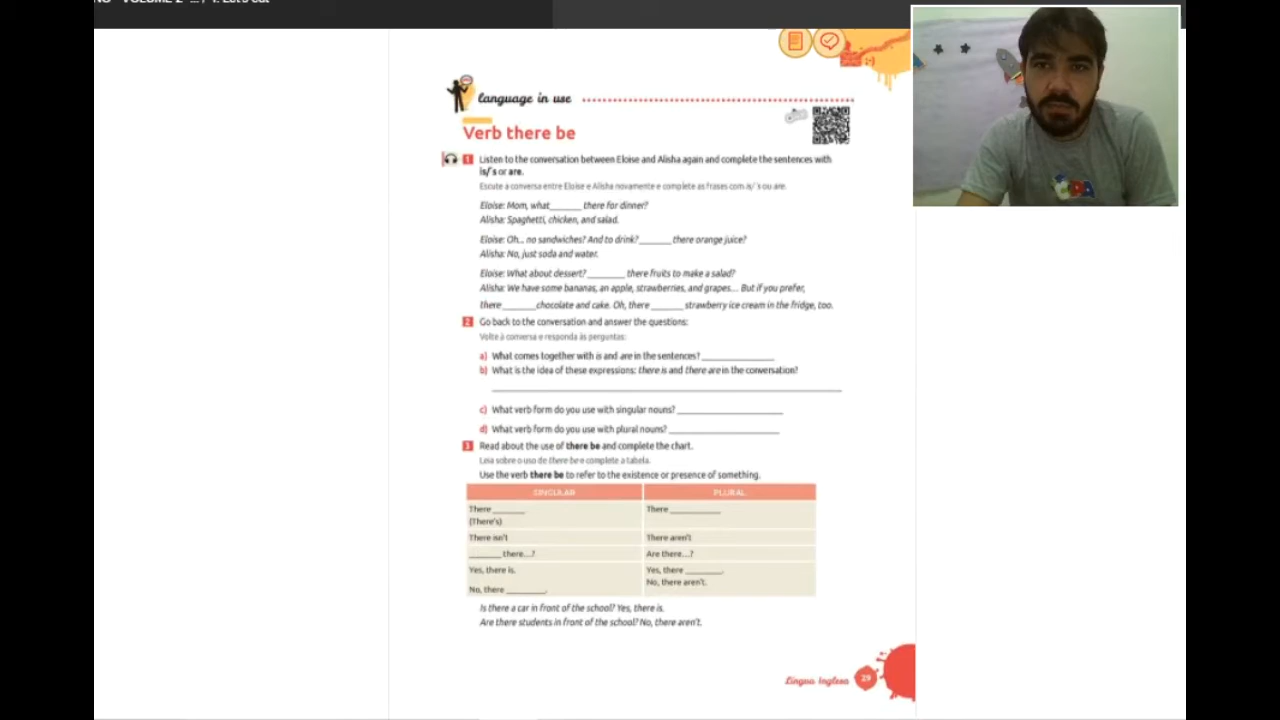 language in use
Verb there be
1 Listen to the conversation between Eloise and Alisha again and complete the sentences with
is/´s or are.
Escute a conversa entre Eloise e Alisha novamente e complete as frases com is/´s ou are.
Eloise: Mom, what______ there for dinner?
Alisha: Spaghetti, chicken, and salad.
Eloise: Oh... no sandwiches? And to drink? ______ there orange juice?
Alisha: No, just soda and water.
Eloise: What about dessert? _______ there fruits to make a salad?
Alisha: We have some bananas, an apple, strawberries, and grapes... But if you prefer,
there ______ chocolate and cake. Oh, there ______ strawberry ice cream in the fridge, too.
2 Go back to the conversation and answer the questions:
Volte à conversa e responda às perguntas:
a) What comes together with is and are in the sentences? ______________
b) What is the idea of these expressions: there is and there are in the conversation?
c) What verb form do you use with singular nouns? ____________________
d) What verb form do you use with plural nouns? _____________________
3 Read about the use of there be and complete the chart.
Leia sobre o uso de there be e complete a tabela.
Use the verb there be to refer to the existence or presence of something.
SINGULAR PLURAL
There ______ There __________
(There's)
There isn't There aren't
______ there...? Are there...?
Yes, there is. Yes, there _______.
No, there aren't.
No, there ________.
Is there a car in front of the school? Yes, there is.
Are there students in front of the school? No, there aren't.
Língua Inglesa 29